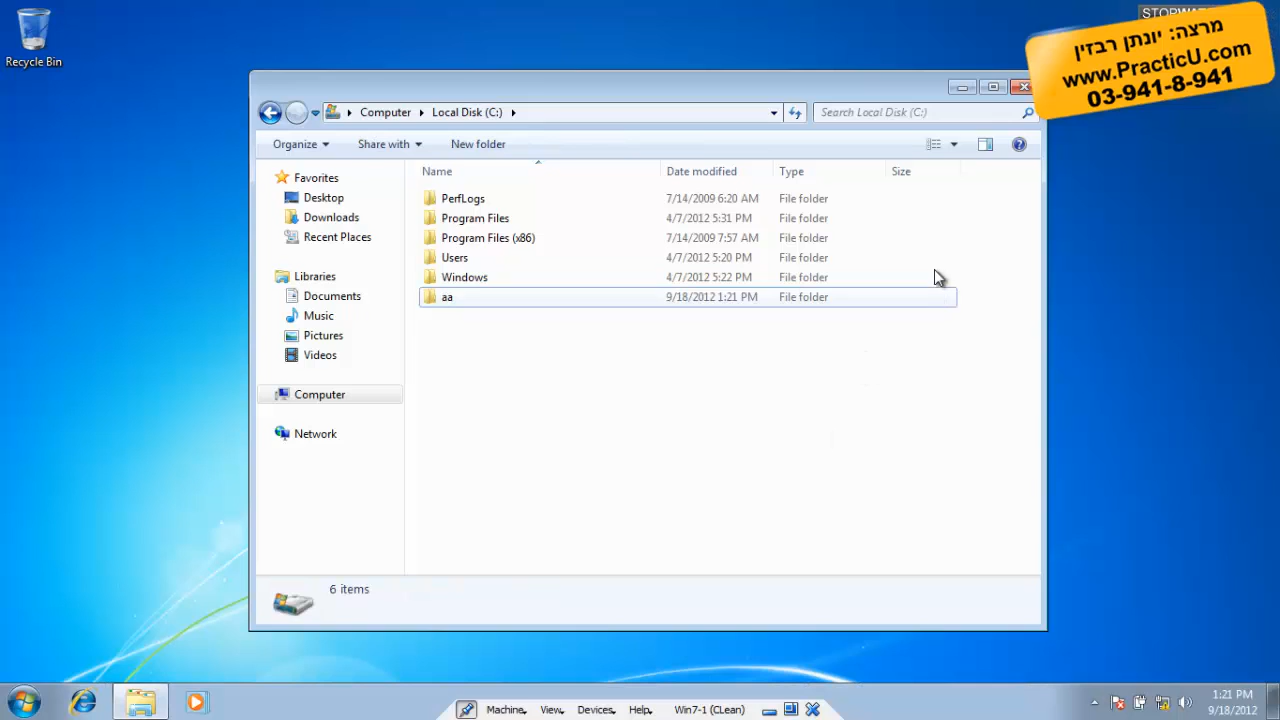 Recycle Bin
מרצה: יונתן רבזין
www.PracticU.com
03-941-8-941
Computer
Local Disk (C:)
Search Local Disk (C:)
Organize
Share with
New folder
Name
Date modified
Type
Size
Favorites
Desktop
Downloads
Recent Places
Libraries
Documents
Music
Pictures
Videos
Computer
Network
PerfLogs 7/14/2009 6:20 AM File folder
Program Files 4/7/2012 5:31 PM File folder
Program Files (x86) 7/14/2009 7:57 AM File folder
Users 4/7/2012 5:20 PM File folder
Windows 4/7/2012 5:22 PM File folder
aa 9/18/2012 1:21 PM File folder
6 items
Machine
View
Devices
Help
Win7-1 (CLean)
1:21 PM
9/18/2012